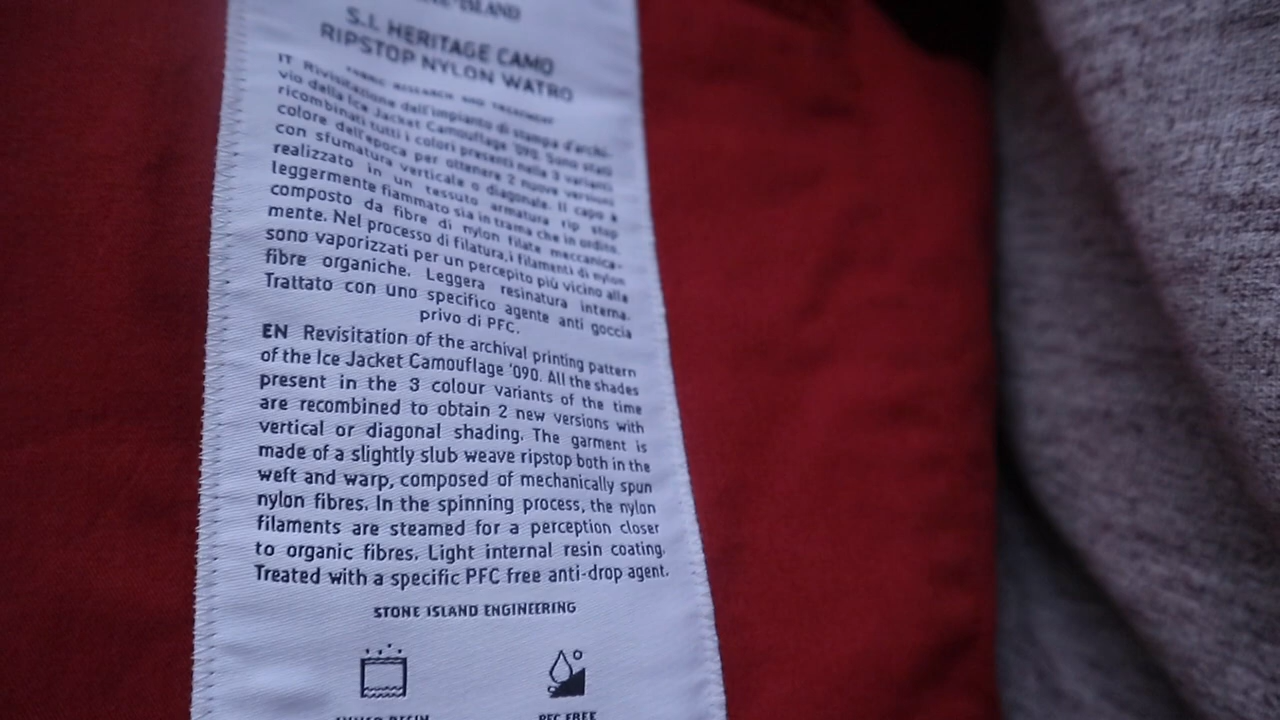 STONE ISLAND
S.I. HERITAGE CAMO
RIPSTOP NYLON WATRO
FABRIC RESEARCH AND TREATMENT
IT Rivisitazione dell'impianto di stampa d'archi-
vio della Ice Jacket Camouflage '090. Sono stati
ricombinati tutti i colori presenti nelle 3 varianti
colore dell'epoca per ottenere 2 nuove versioni
con sfumatura verticale o diagonale. Il capo è
realizzato in un tessuto armatura rip stop
leggermente fiammato sia in trama che in ordito,
composto da fibre di nylon filate meccanica-
mente. Nel processo di filatura, i filamenti di nylon
sono vaporizzati per un percepito più vicino alle
fibre organiche. Leggera resinatura interna.
Trattato con uno specifico agente anti goccia
privo di PFC.
EN Revisitation of the archival printing pattern
of the Ice Jacket Camouflage '090. All the shades
present in the 3 colour variants of the time
are recombined to obtain 2 new versions with
vertical or diagonal shading. The garment is
made of a slightly slub weave ripstop both in the
weft and warp, composed of mechanically spun
nylon fibres. In the spinning process, the nylon
filaments are steamed for a perception closer
to organic fibres. Light internal resin coating.
Treated with a specific PFC free anti-drop agent.
STONE ISLAND ENGINEERING
RESIN PFC FREE